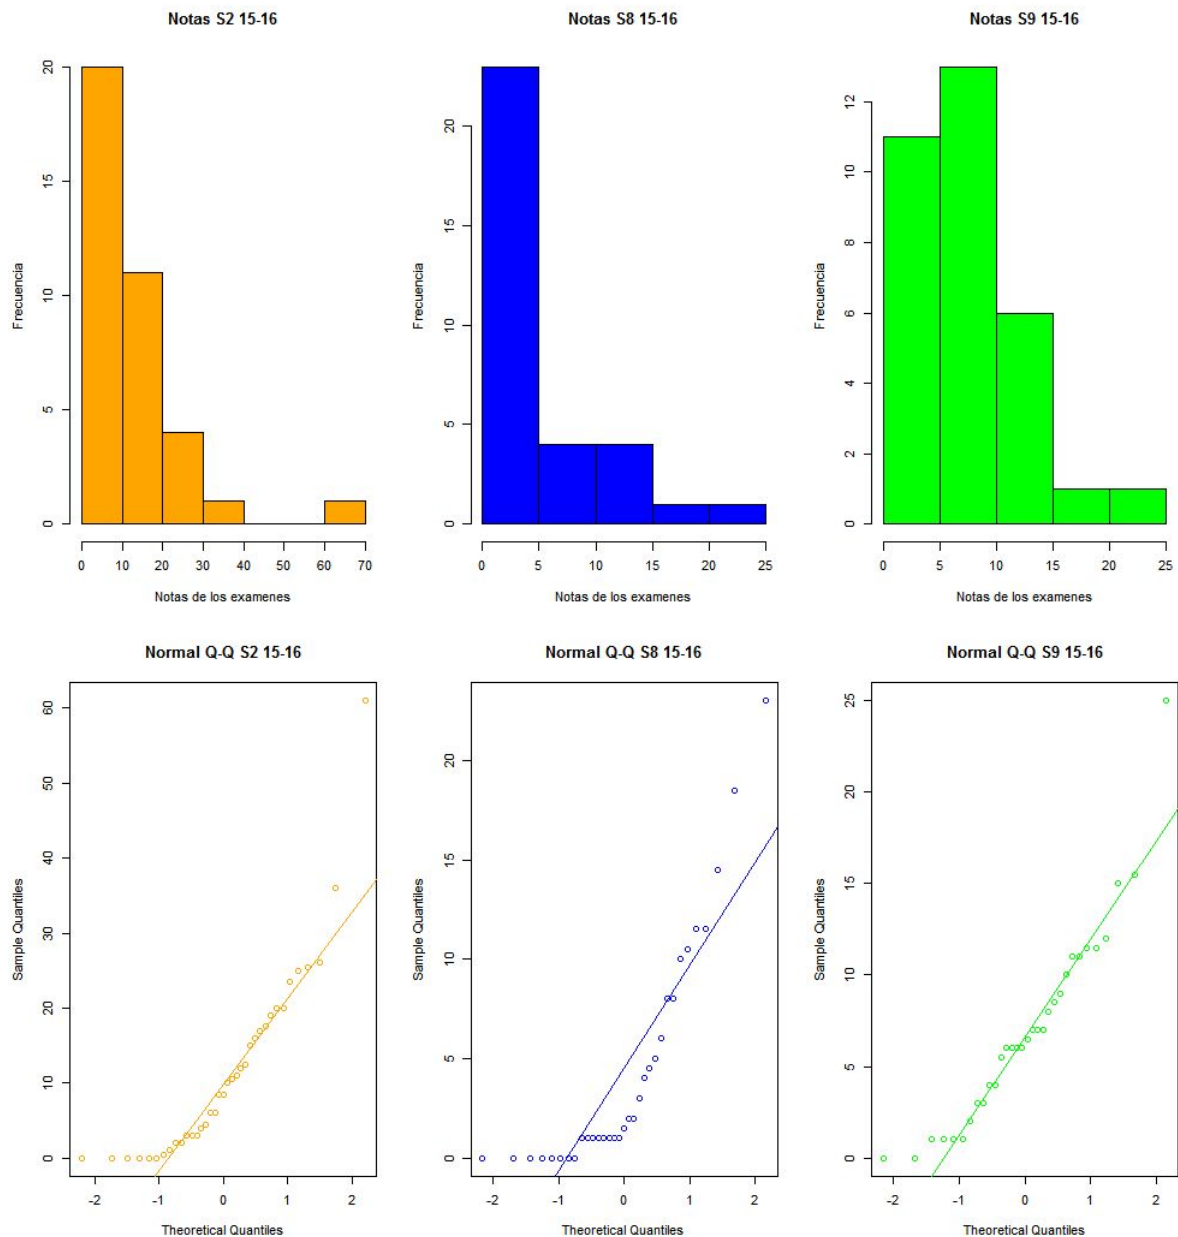 Notas S2 15-16
Notas S8 15-16
Notas S9 15-16
Frecuencia
0
5
10
15
20
0 10 20 30 40 50 60 70
Notas de los examenes
Frecuencia
0
5
10
15
20
0 5 10 15 20 25
Notas de los examenes
Frecuencia
0
2
4
6
8
10
12
0 5 10 15 20 25
Notas de los examenes
Normal Q-Q S2 15-16
Normal Q-Q S8 15-16
Normal Q-Q S9 15-16
Sample Quantiles
0
10
20
30
40
50
60
-2 -1 0 1 2
Theoretical Quantiles
Sample Quantiles
0
5
10
15
20
-2 -1 0 1 2
Theoretical Quantiles
Sample Quantiles
0
5
10
15
20
25
-2 -1 0 1 2
Theoretical Quantiles